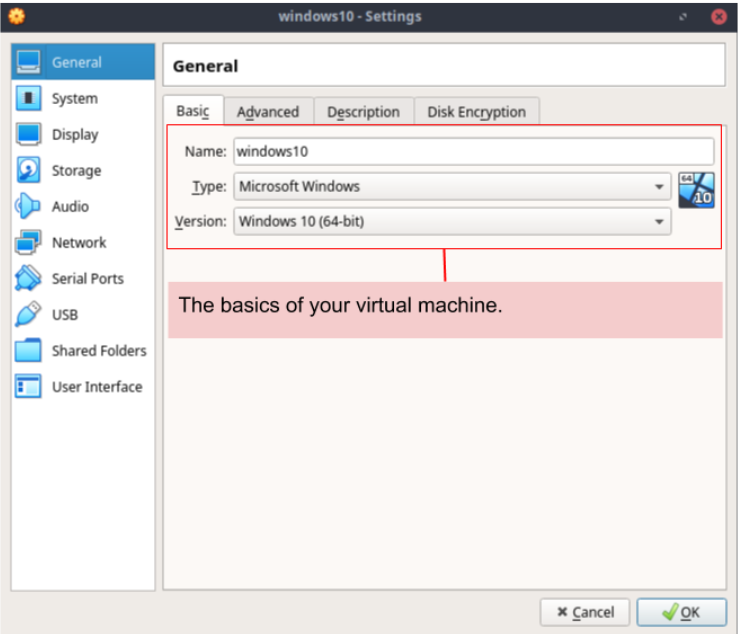 windows10 - Settings
General
System
Display
Storage
Audio
Network
Serial Ports
USB
Shared Folders
User Interface
General
Basic Advanced Description Disk Encryption
Name: windows10
Type: Microsoft Windows
64
10
Version: Windows 10 (64-bit)
The basics of your virtual machine.
Cancel OK